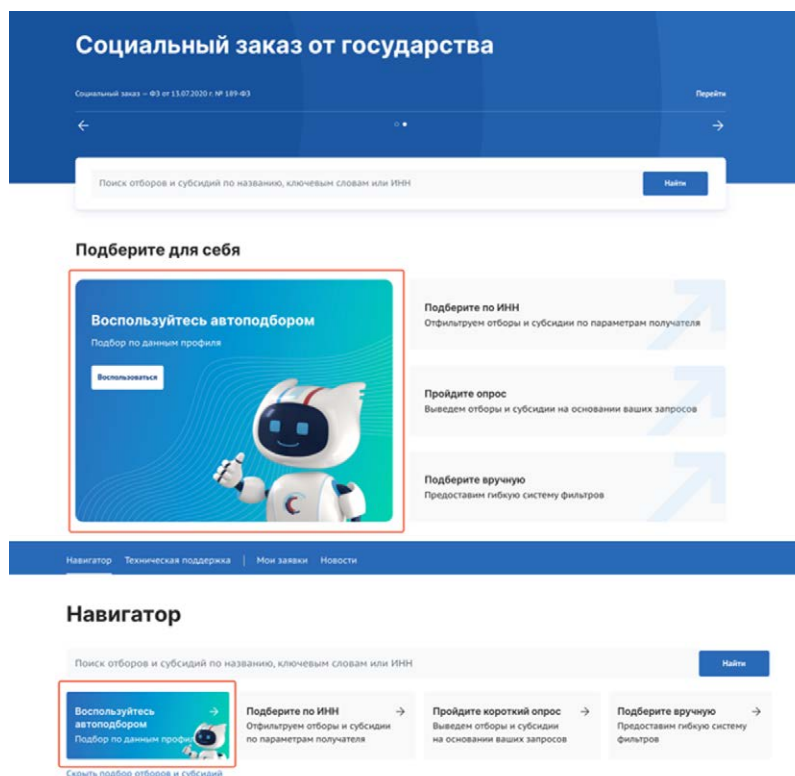 Социальный заказ от государства
Социальный заказ – ФЗ от 13.07.2020 г. № 189-ФЗ
Перейти
Поиск отборов и субсидий по названию, ключевым словам или ИНН
Найти
Подберите для себя
Воспользуйтесь автоподбором
Подбор по данным профиля
Воспользоваться
Подберите по ИНН
Отфильтруем отборы и субсидии по параметрам получателя
Пройдите опрос
Выведем отборы и субсидии на основании ваших запросов
Подберите вручную
Предоставим гибкую систему фильтров
Навигатор Техническая поддержка | Мои заявки Новости
Навигатор
Поиск отборов и субсидий по названию, ключевым словам или ИНН
Найти
Воспользуйтесь
автоподбором
Подбор по данным профиля
Подберите по ИНН
Отфильтруем отборы и субсидии
по параметрам получателя
Пройдите короткий опрос
Выведем отборы и субсидии
на основании ваших запросов
Подберите вручную
Предоставим гибкую систему
фильтров
Скрыть подбор отборов и субсидий